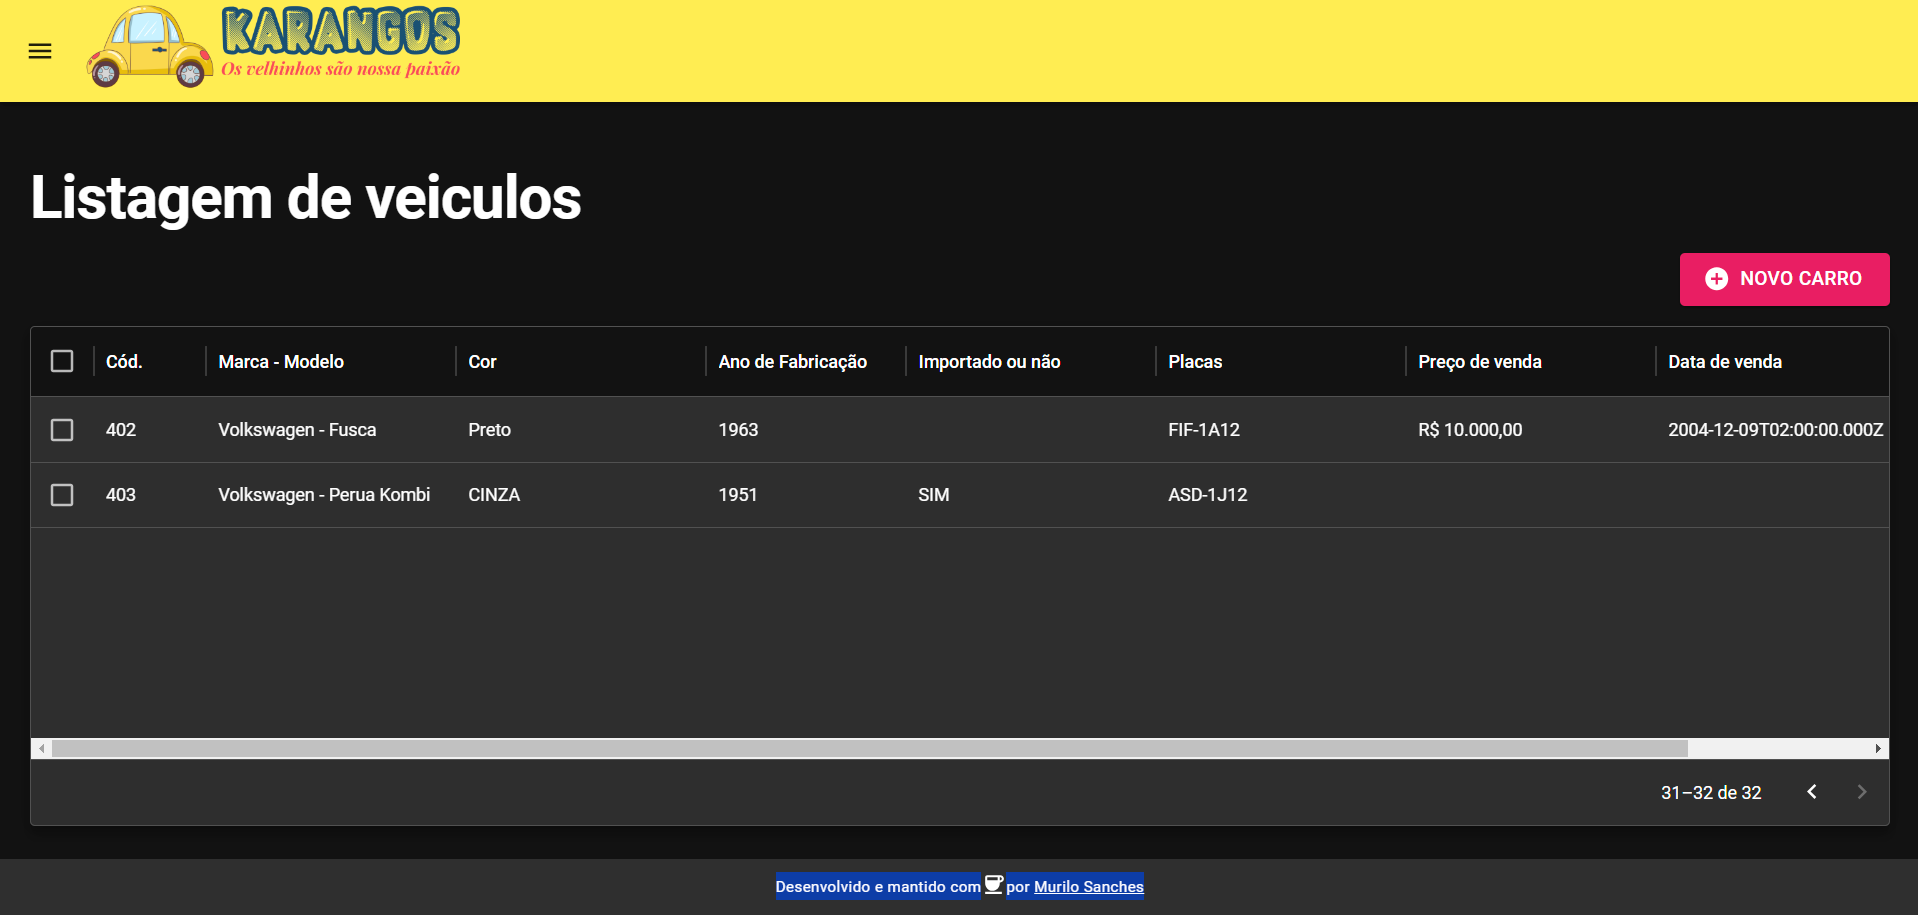 KARANGOS
Os velhinhos são nossa paixão
Listagem de veiculos
NOVO CARRO
Cód. Marca - Modelo Cor Ano de Fabricação Importado ou não Placas Preço de venda Data de venda
402 Volkswagen - Fusca Preto 1963 FIF-1A12 R$ 10.000,00 2004-12-09T02:00:00.000Z
403 Volkswagen - Perua Kombi CINZA 1951 SIM ASD-1J12
31–32 de 32
Desenvolvido e mantido com por Murilo Sanches